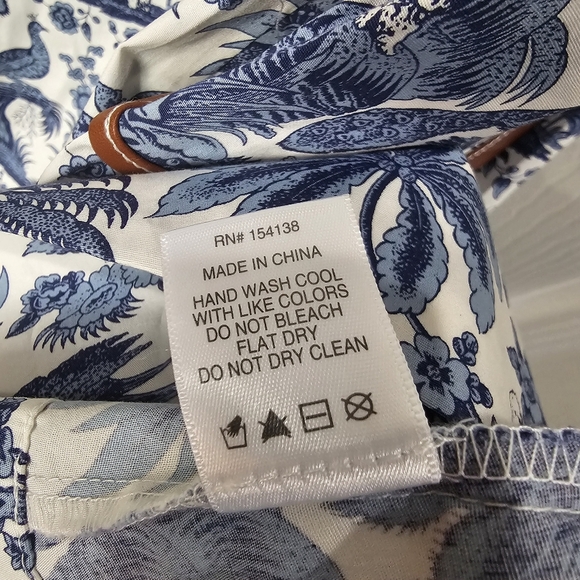 RN# 154138
MADE IN CHINA
HAND WASH COOL
WITH LIKE COLORS
DO NOT BLEACH
FLAT DRY
DO NOT DRY CLEAN